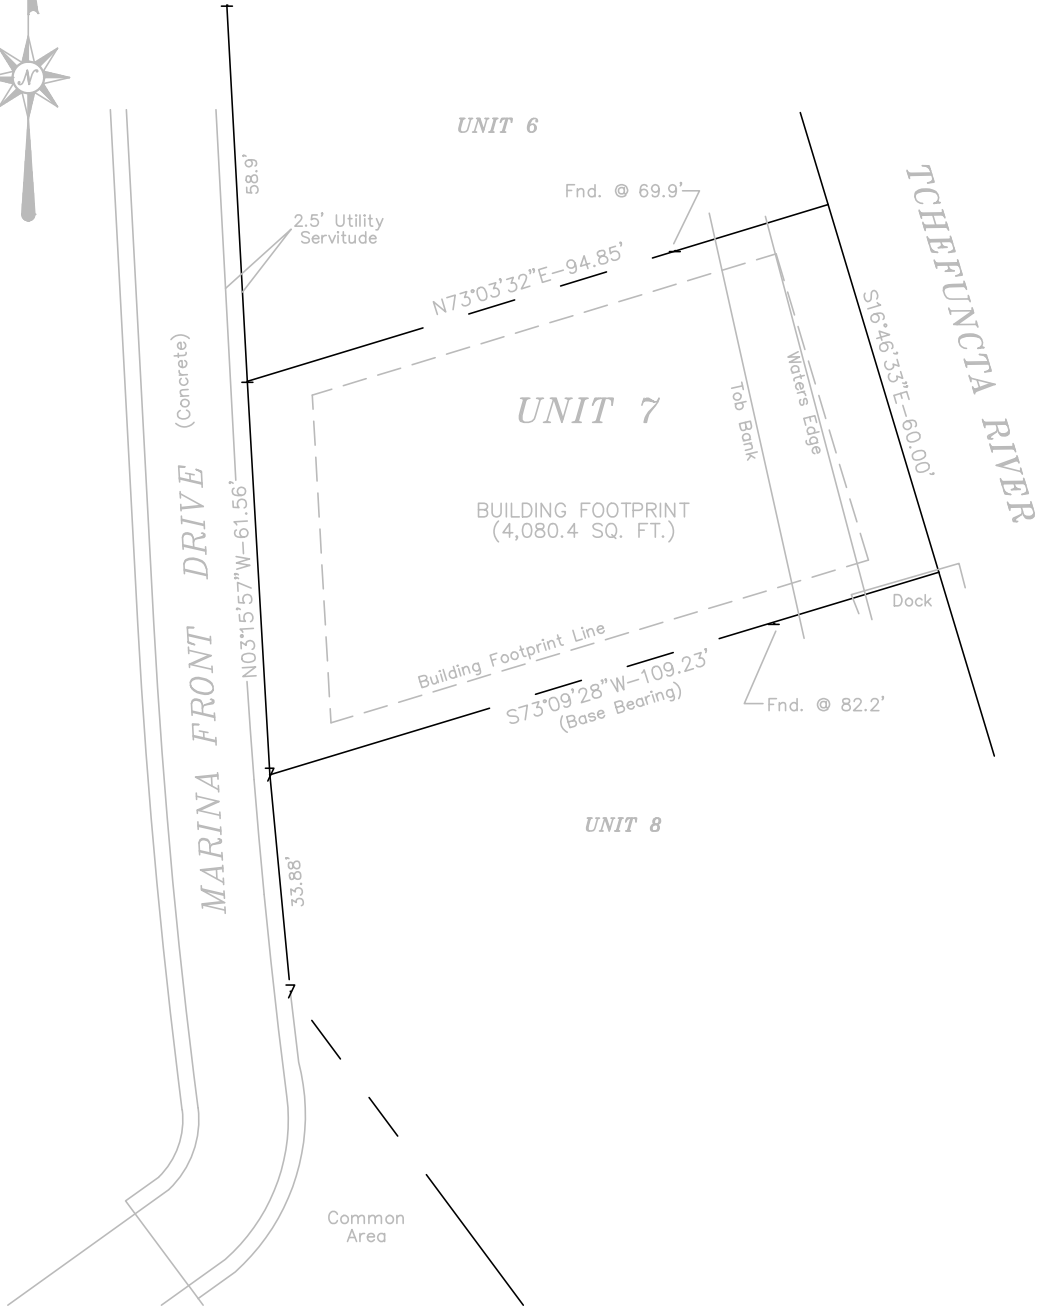 N
UNIT 6
58.9'
Fnd. @ 69.9'
2.5' Utility
Servitude
N73°03'32"E-94.85'
TCHEFUNCTA RIVER
S16°46'33"E-60.00'
(Concrete)
MARINA FRONT DRIVE
N03°15'57"W-61.56'
UNIT 7
Tob Bank
Waters Edge
BUILDING FOOTPRINT
(4,080.4 SQ. FT.)
Dock
Building Footprint Line
S73°09'28"W-109.23'
(Base Bearing)
Fnd. @ 82.2'
7
UNIT 8
33.88'
7
Common
Area